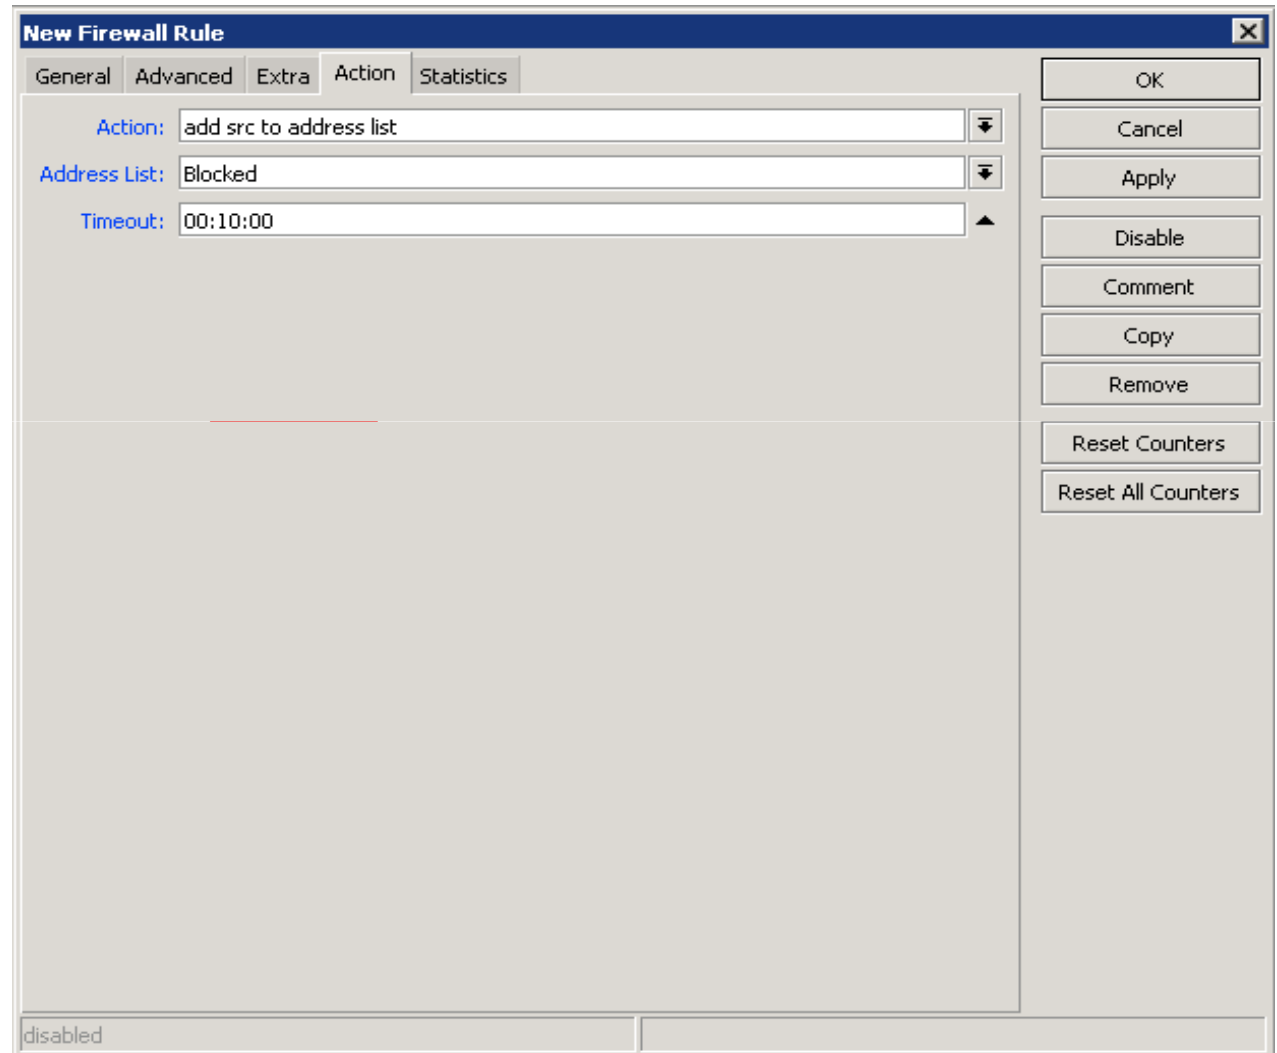 New Firewall Rule
General Advanced Extra Action Statistics
Action: add src to address list
Address List: Blocked
Timeout: 00:10:00
OK
Cancel
Apply
Disable
Comment
Copy
Remove
Reset Counters
Reset All Counters
disabled